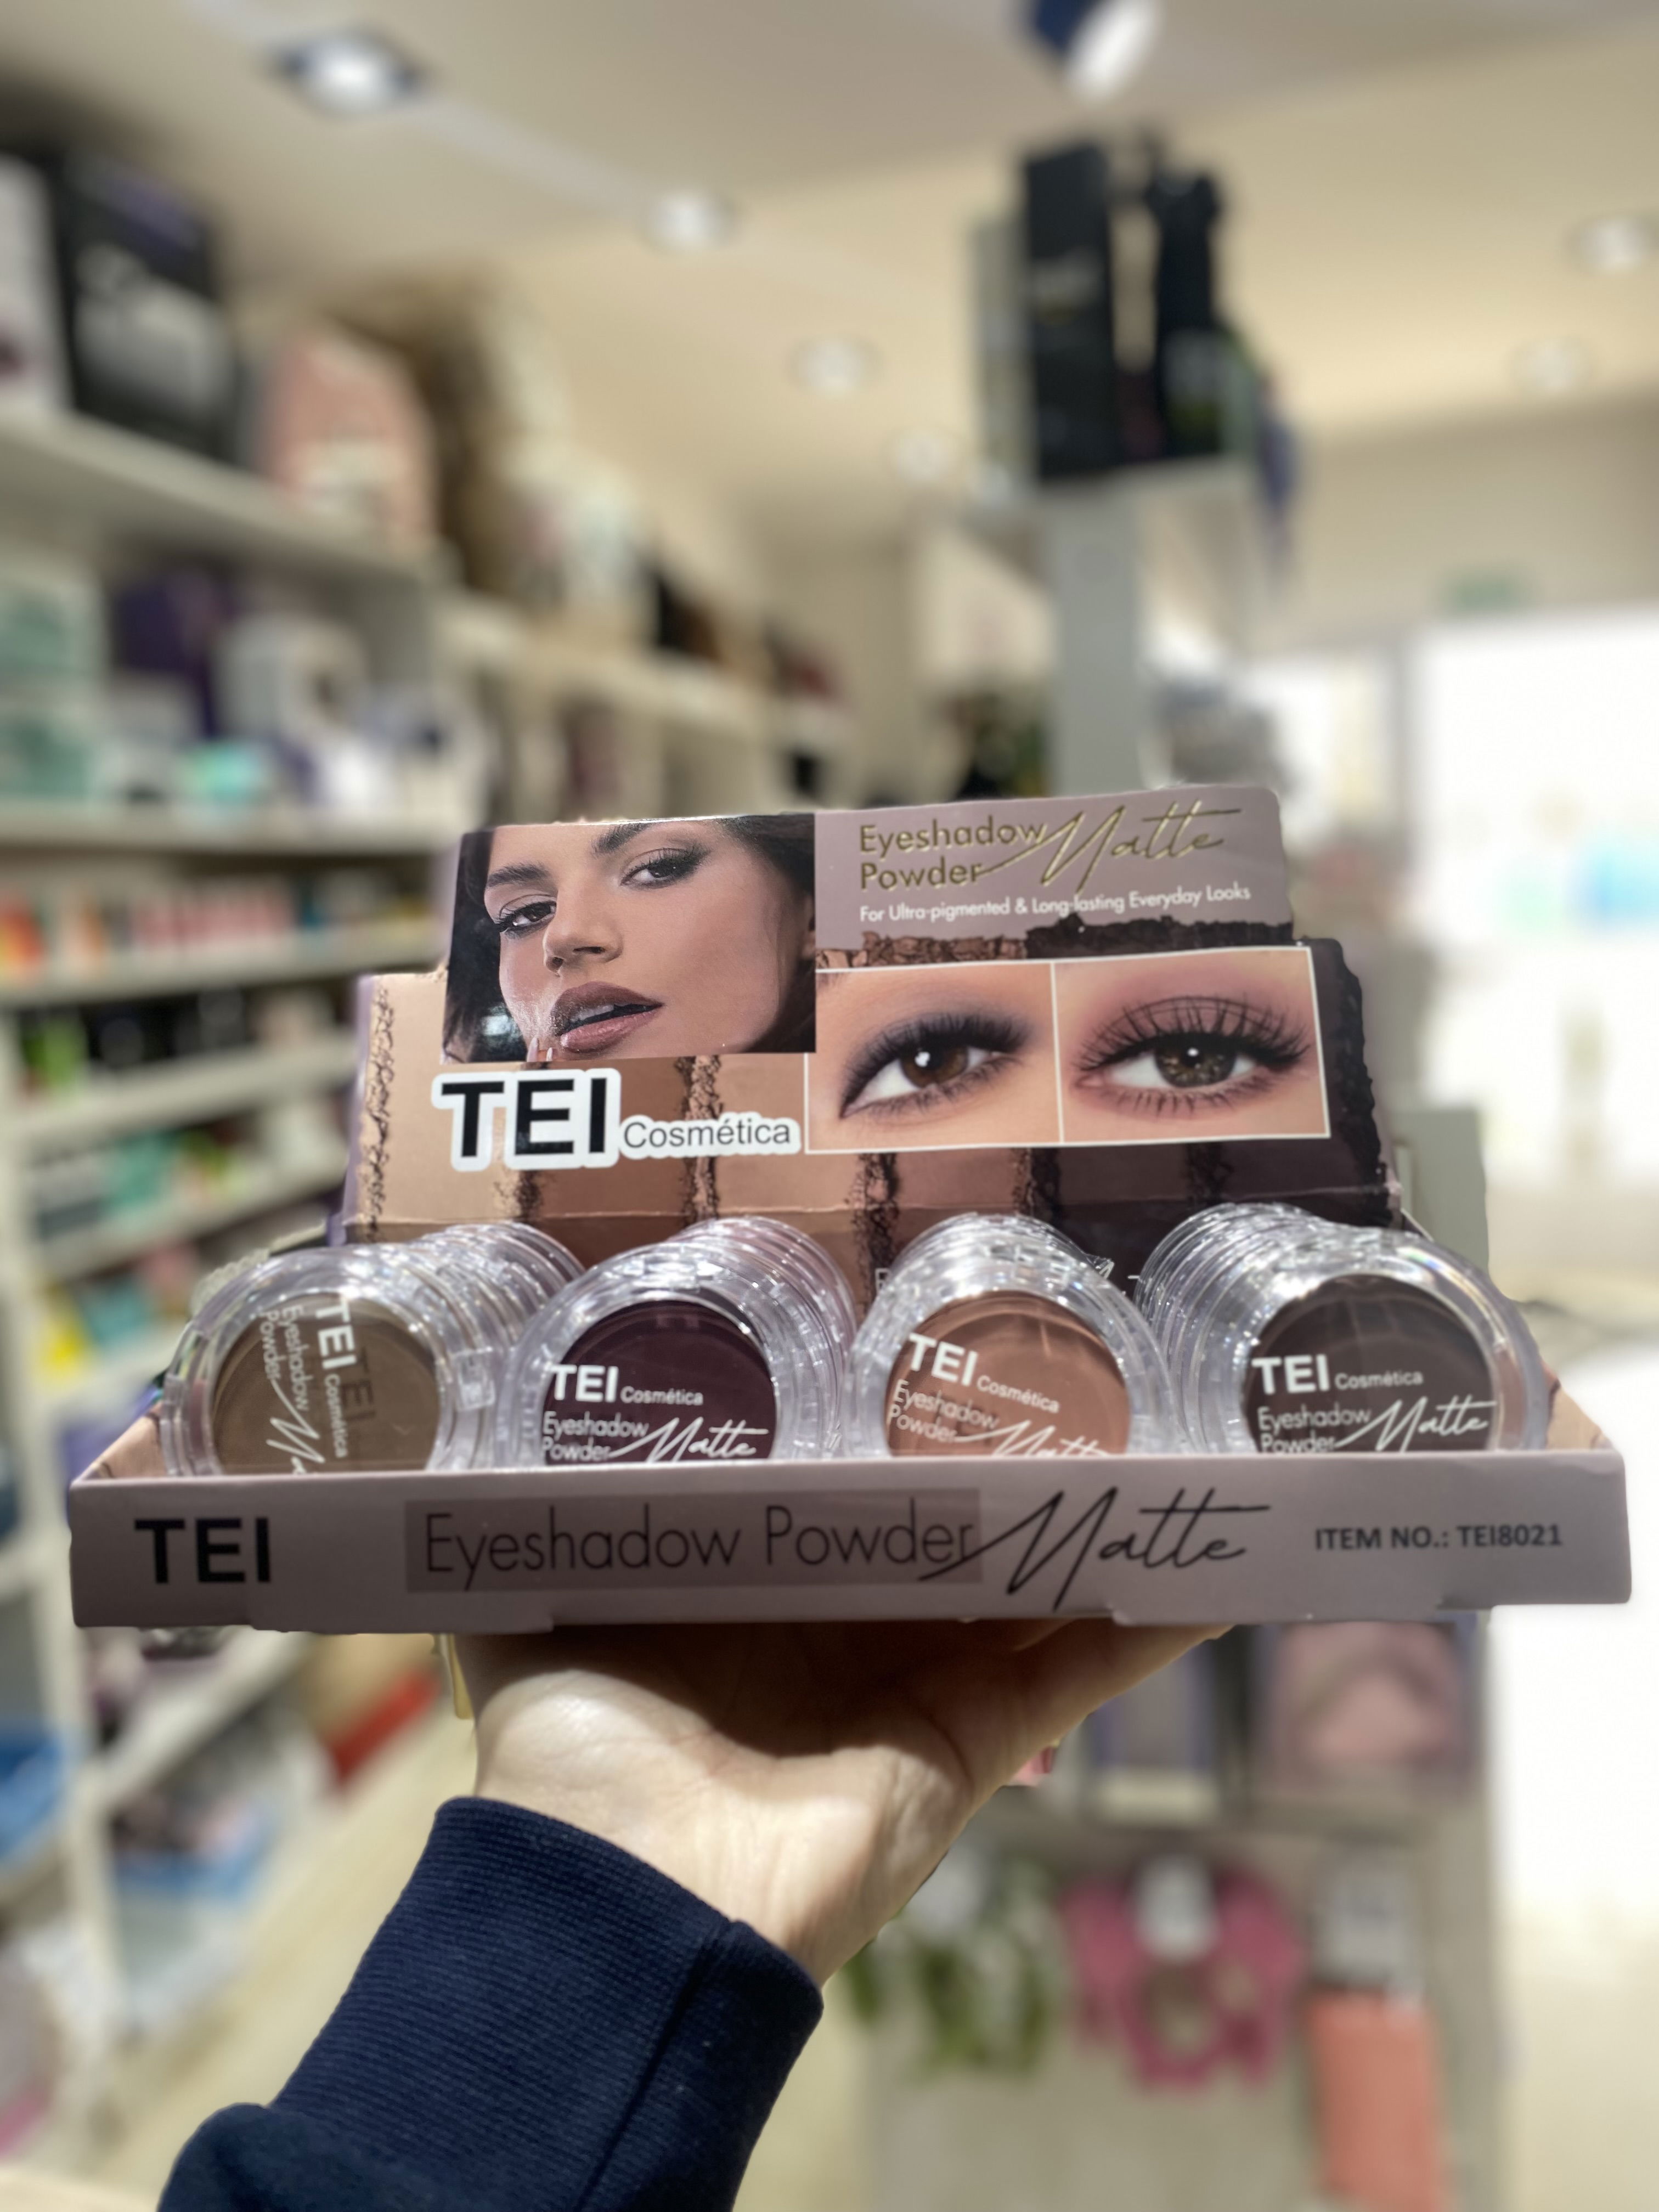 Eyeshadow Matte
Powder
For Ultra-pigmented & Long-lasting Everyday Looks
TEI Cosmética
TEI Cosmética
Eyeshadow
Powder
TEI Cosmética
Eyeshadow Matte
Powder
TEI Cosmética
Eyeshadow
Powder Matte
TEI Cosmética
Eyeshadow Matte
Powder
TEI Eyeshadow Powder Matte ITEM NO.: TEI8021